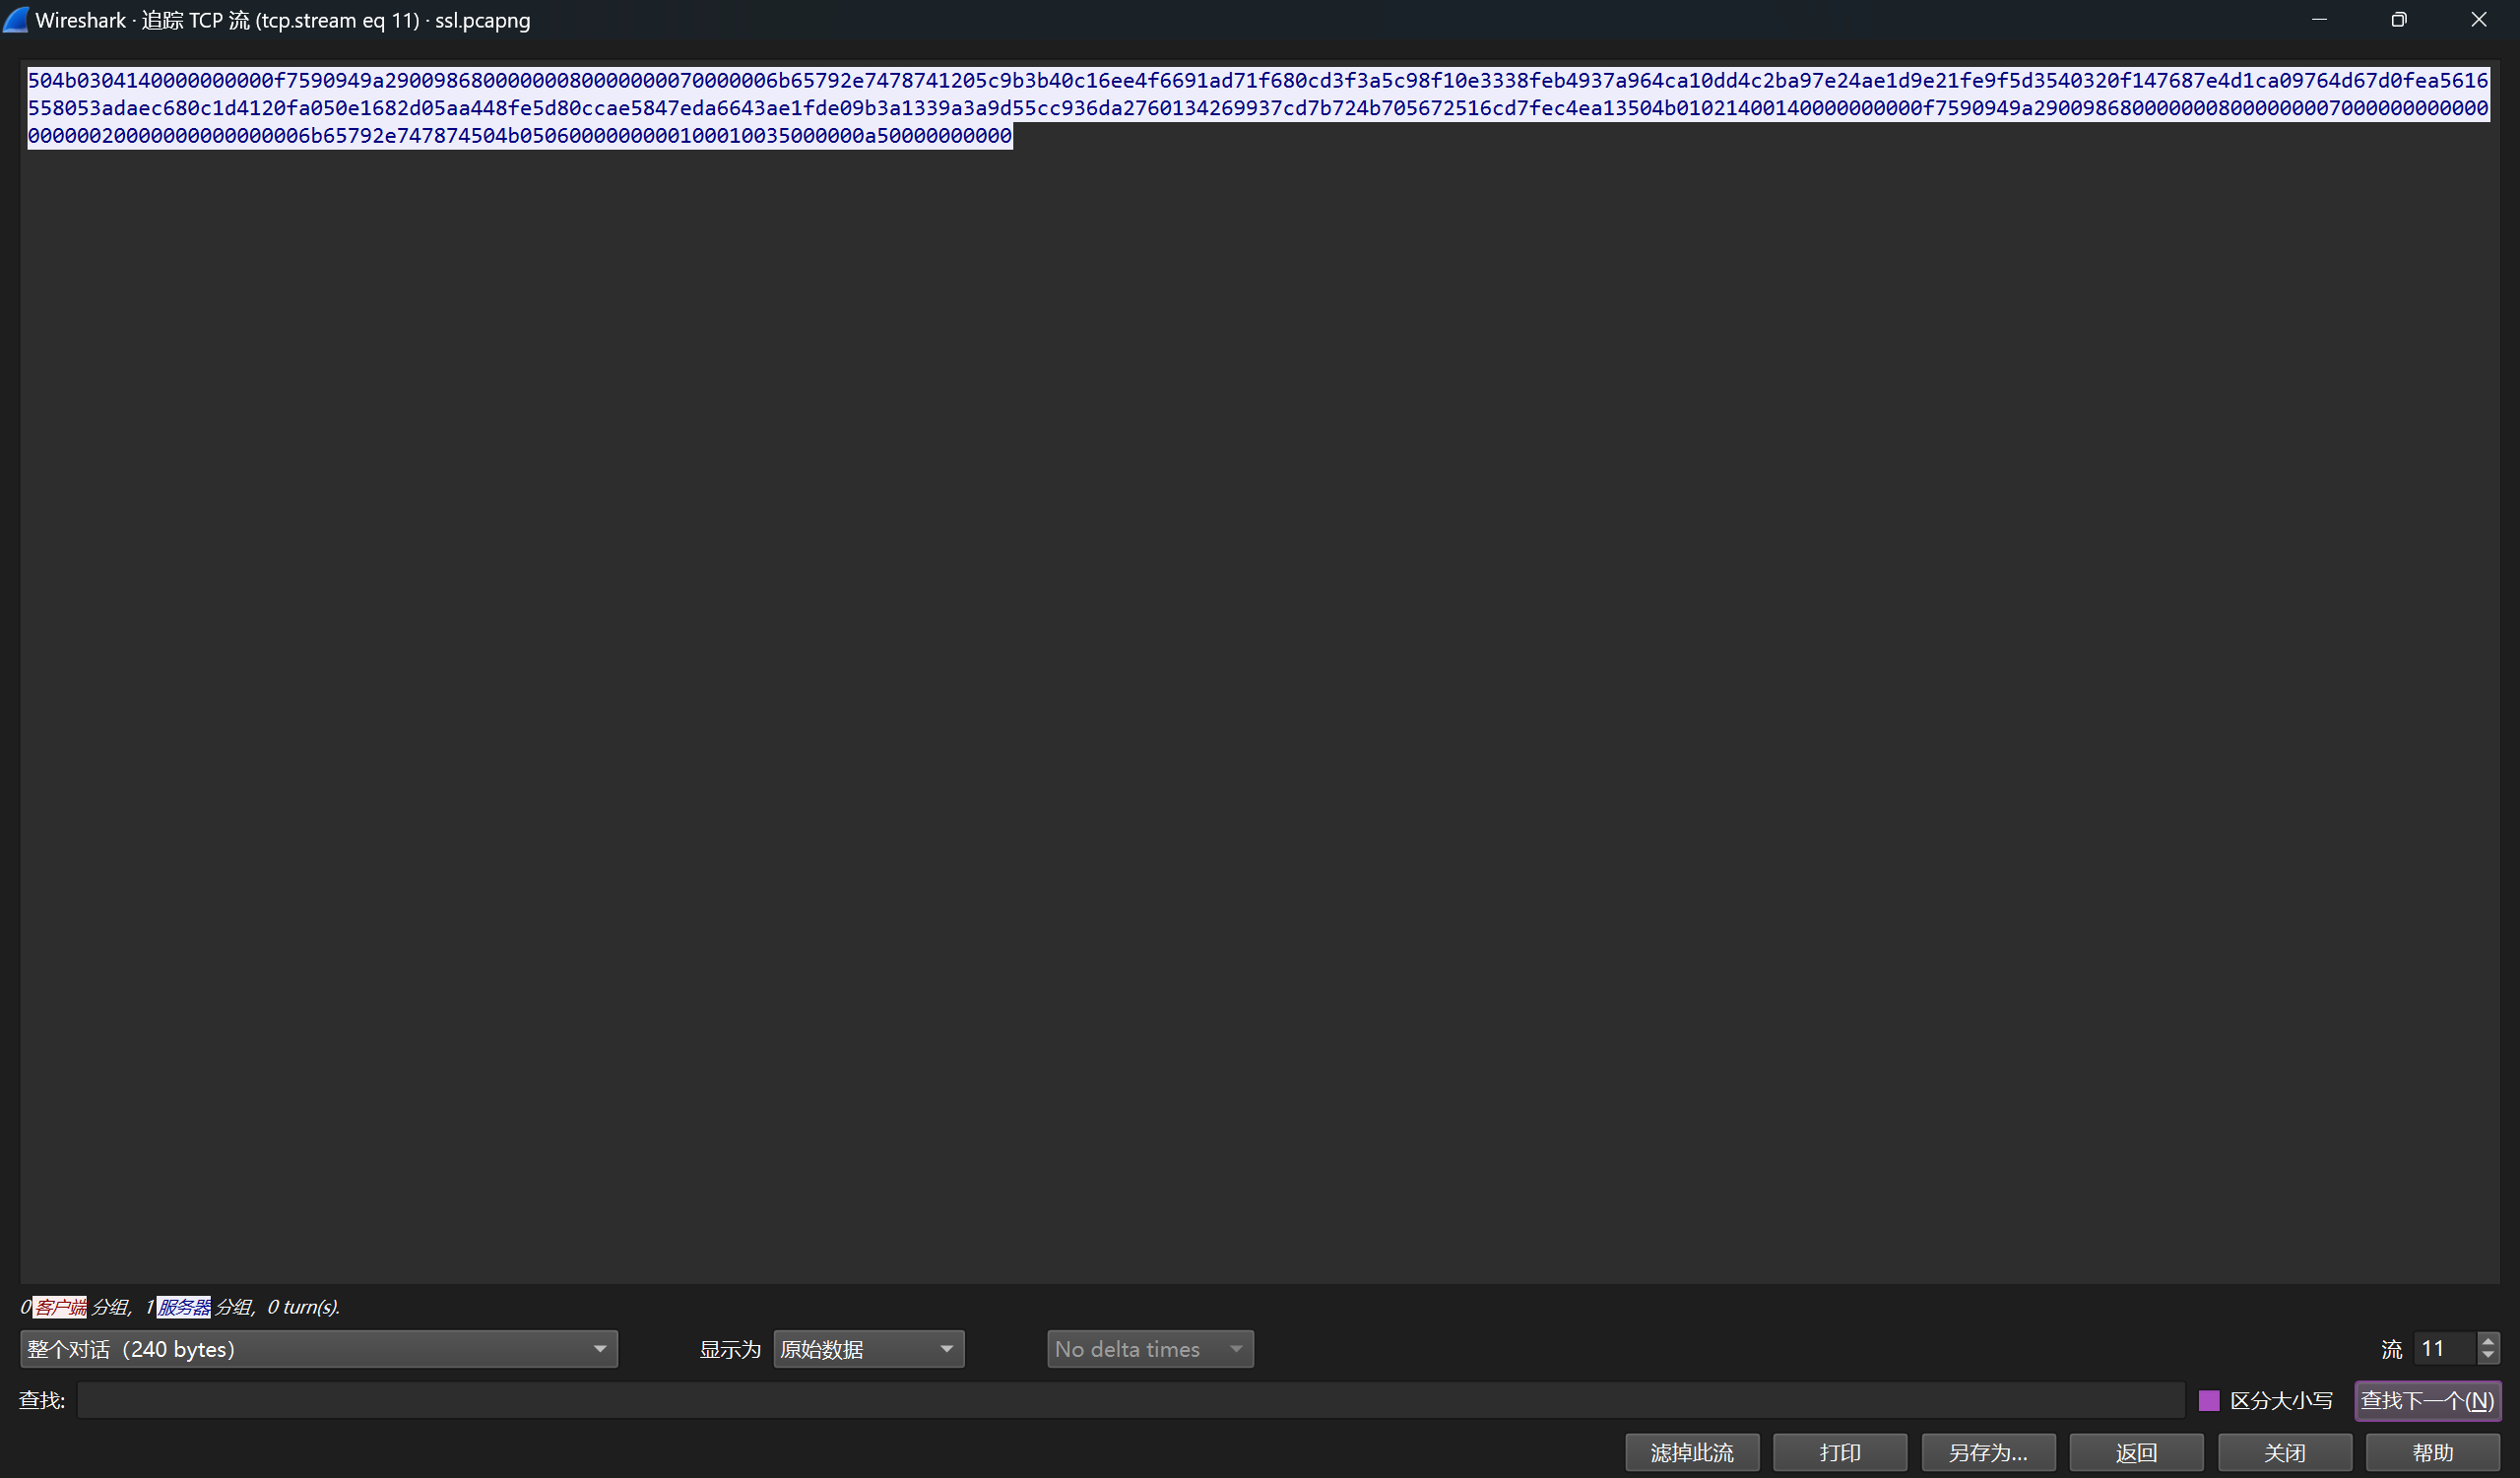 Wireshark · 追踪 TCP 流 (tcp.stream eq 11) · ssl.pcapng
504b0304140000000000f7590949a29009868000000080000000070000006b65792e7478741205c9b3b40c16ee4f6691ad71f680cd3f3a5c98f10e3338feb4937a964ca10dd4c2ba97e24ae1d9e21fe9f5d3540320f147687e4d1ca09764d67d0fea5616
558053adaec680c1d4120fa050e1682d05aa448fe5d80ccae5847eda6643ae1fde09b3a1339a3a9d55cc936da2760134269937cd7b724b705672516cd7fec4ea13504b01021400140000000000f7590949a2900986800000008000000007000000000000
0000002000000000000006b65792e747874504b0506000000000100010035000000a50000000000
0 客户端 分组, 1 服务器 分组, 0 turn(s).
整个对话 (240 bytes) 显示为 原始数据 No delta times 流 11
查找: 区分大小写 查找下一个(N)
滤掉此流 打印 另存为… 返回 关闭 帮助